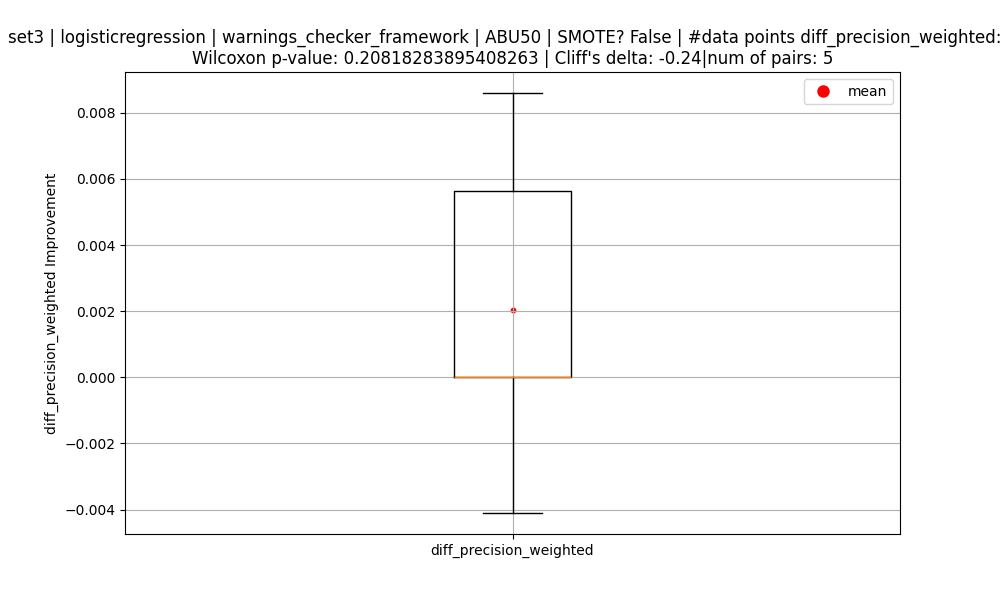 set3 | logisticregression | warnings_checker_framework | ABU50 | SMOTE? False | #data points diff_precision_weighted:
Wilcoxon p-value: 0.20818283895408263 | Cliff's delta: -0.24|num of pairs: 5
mean
0.008
0.006
0.004
0.002
0.000
−0.002
−0.004
diff_precision_weighted Improvement
diff_precision_weighted